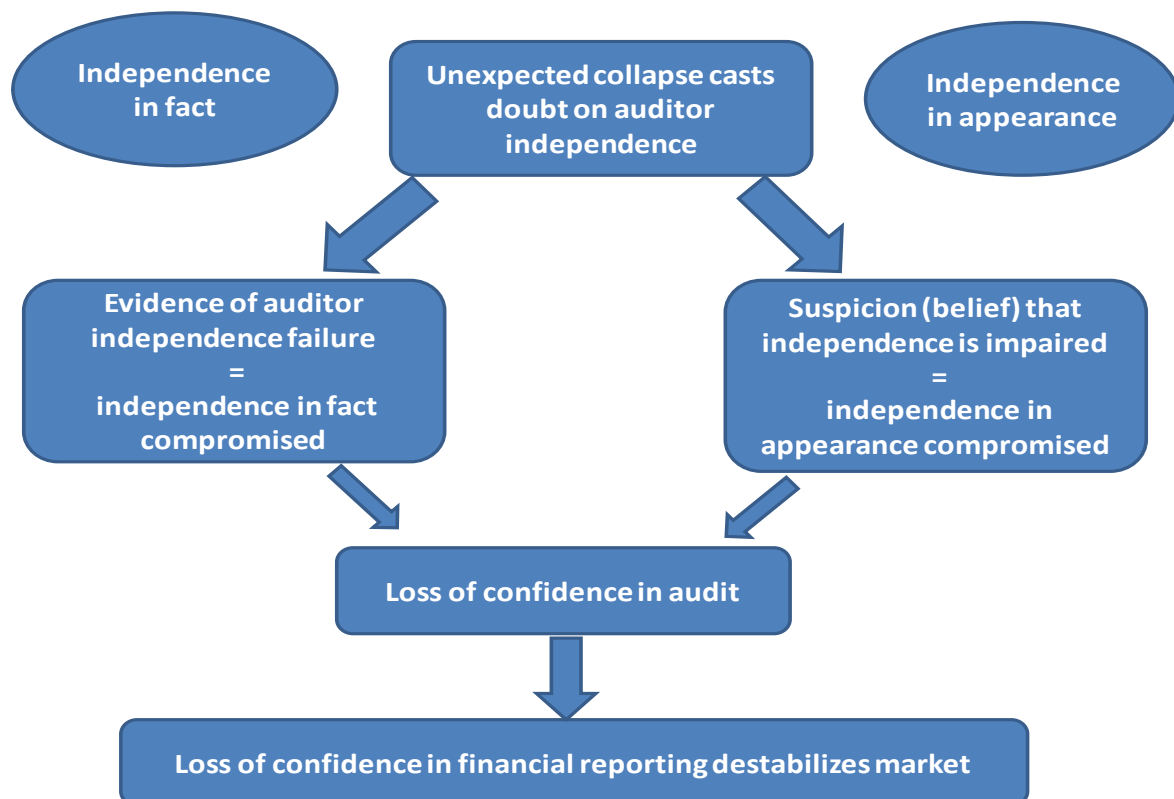 Independence
in fact
Unexpected collapse casts
doubt on auditor
independence
Independence
in appearance
Evidence of auditor
independence failure
=
independence in fact
compromised
Suspicion (belief) that
independence is impaired
=
independence in
appearance compromised
Loss of confidence in audit
Loss of confidence in financial reporting destabilizes market